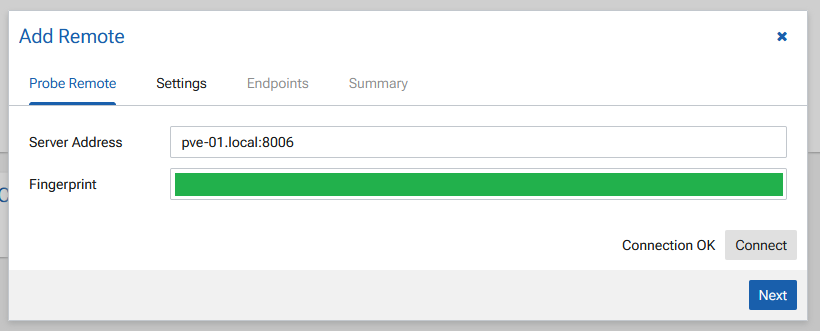 Add Remote
Probe Remote Settings Endpoints Summary
Server Address pve-01.local:8006
Fingerprint
Connection OK Connect
Next